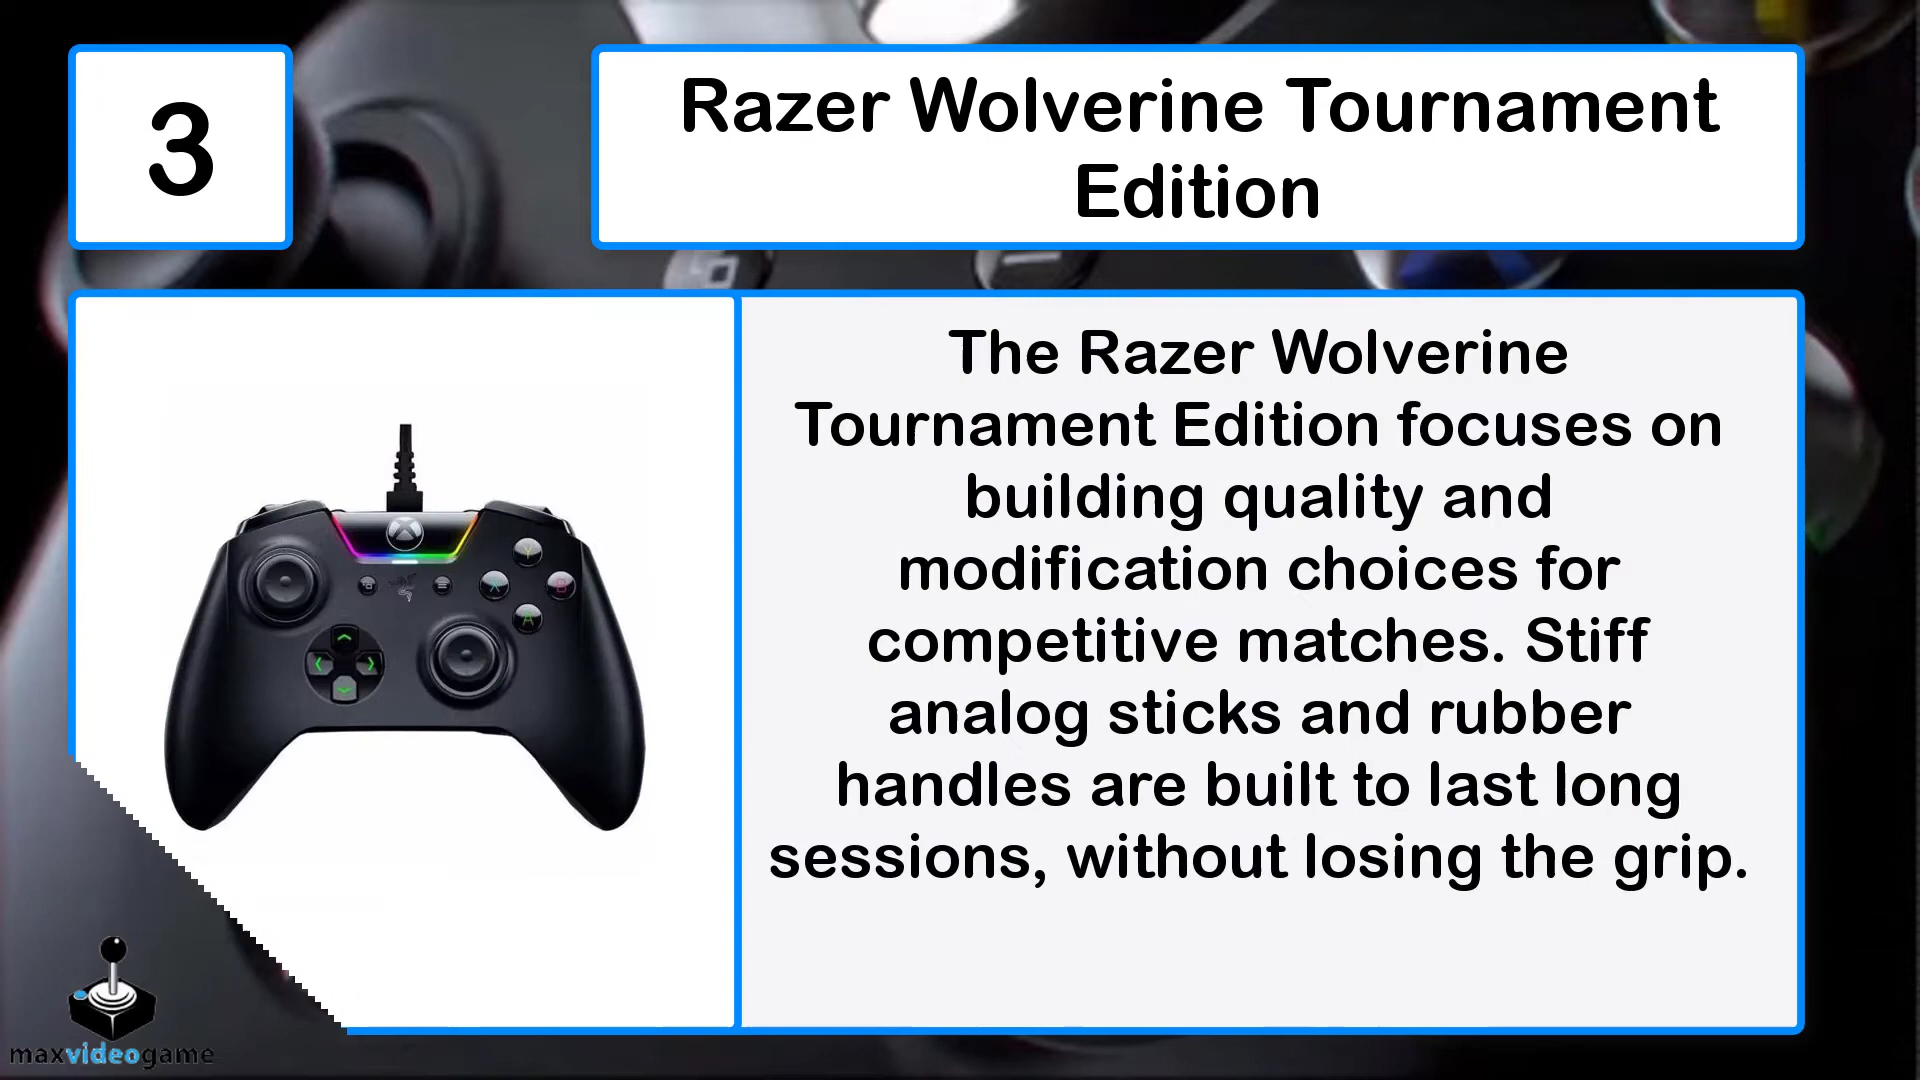 3
Razer Wolverine Tournament
Edition
The Razer Wolverine
Tournament Edition focuses on
building quality and
modification choices for
competitive matches. Stiff
analog sticks and rubber
handles are built to last long
sessions, without losing the grip.
Y
X
B
A
maxvideogame